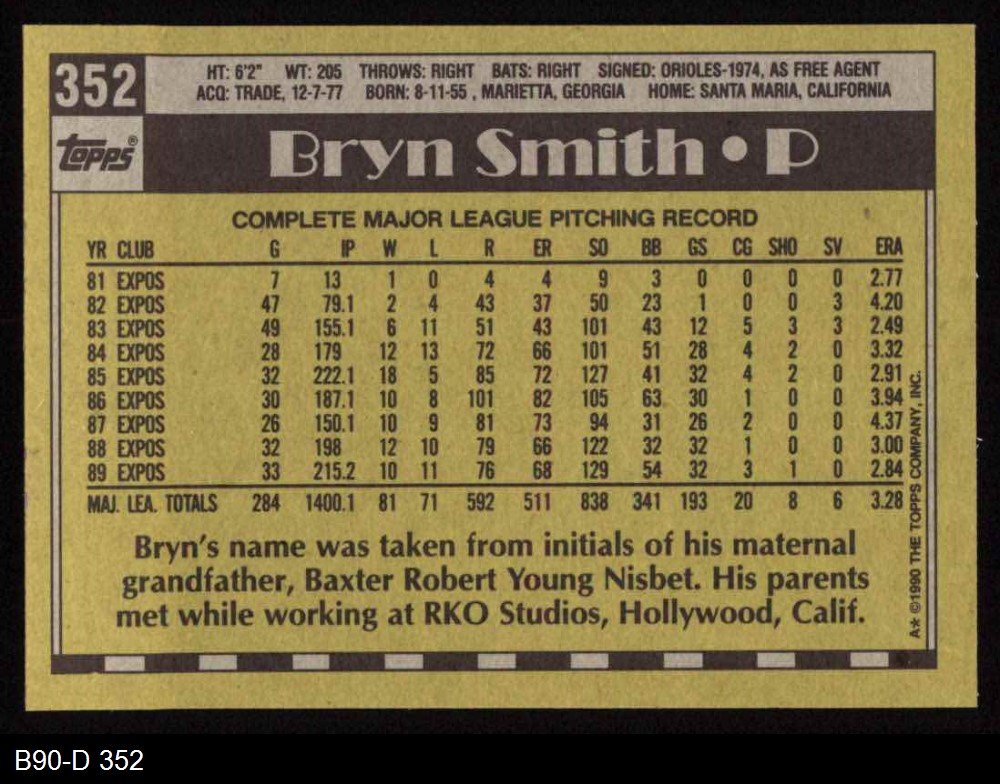 352
HT: 6'2" WT: 205 THROWS: RIGHT BATS: RIGHT SIGNED: ORIOLES-1974, AS FREE AGENT
ACQ: TRADE, 12-7-77 BORN: 8-11-55 , MARIETTA, GEORGIA HOME: SANTA MARIA, CALIFORNIA
Topps®
Bryn Smith • P
COMPLETE MAJOR LEAGUE PITCHING RECORD
YR CLUB G IP W L R ER SO BB GS CG SHO SV ERA
81 EXPOS 7 13 1 0 4 4 9 3 0 0 0 0 2.77
82 EXPOS 47 79.1 2 4 43 37 50 23 1 0 0 3 4.20
83 EXPOS 49 155.1 6 11 51 43 101 43 12 5 3 3 2.49
84 EXPOS 28 179 12 13 72 66 101 51 28 4 2 0 3.32
85 EXPOS 32 222.1 18 5 85 72 127 41 32 4 2 0 2.91
86 EXPOS 30 187.1 10 8 101 82 105 63 30 1 0 0 3.94
87 EXPOS 26 150.1 10 9 81 73 94 31 26 2 0 0 4.37
88 EXPOS 32 198 12 10 79 66 122 32 32 1 0 0 3.00
89 EXPOS 33 215.2 10 11 76 68 129 54 32 3 1 0 2.84
MAJ. LEA. TOTALS 284 1400.1 81 71 592 511 838 341 193 20 8 6 3.28
Bryn's name was taken from initials of his maternal
grandfather, Baxter Robert Young Nisbet. His parents
met while working at RKO Studios, Hollywood, Calif.
A★ ©1990 THE TOPPS COMPANY, INC.
B90-D 352